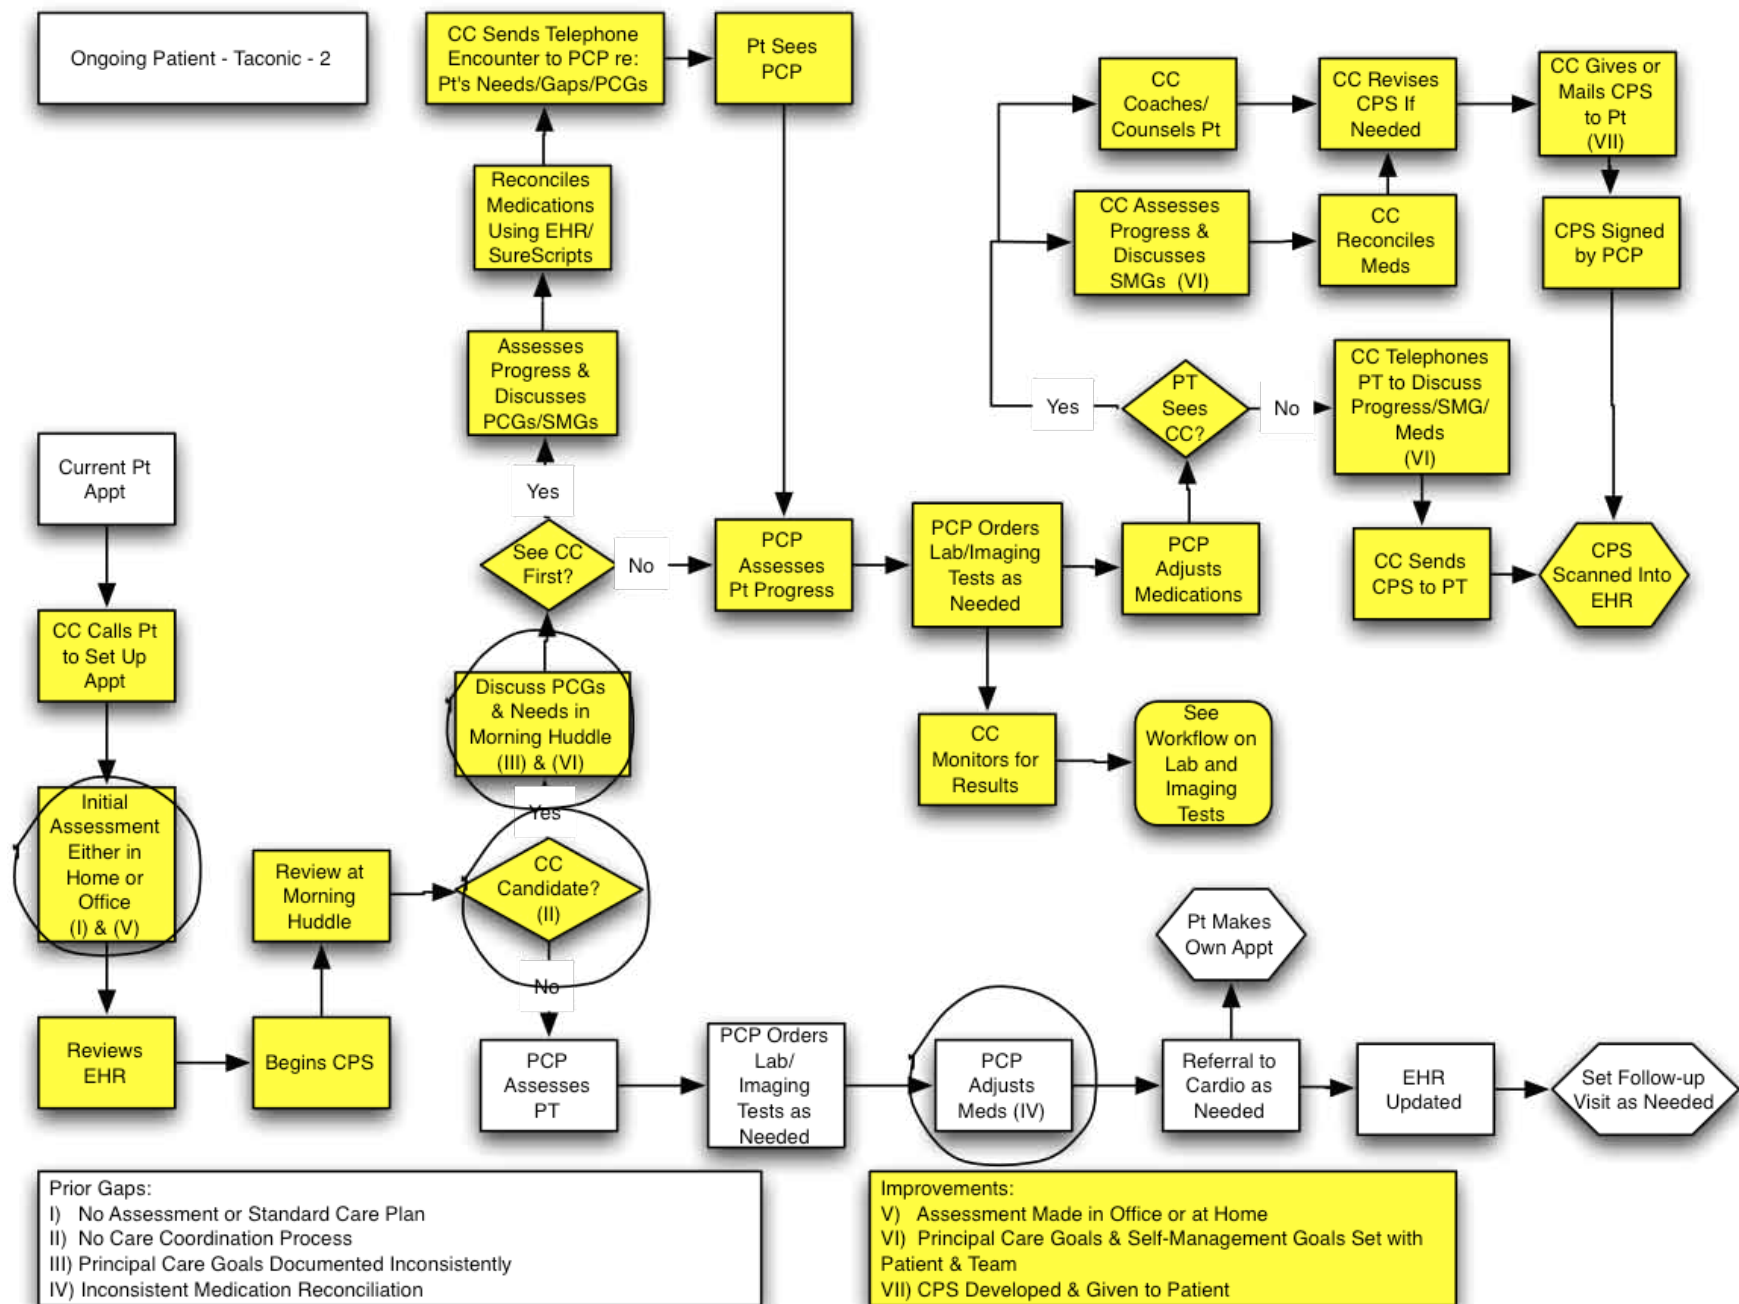 Ongoing Patient - Taconic - 2
CC Sends Telephone
Encounter to PCP re:
Pt's Needs/Gaps/PCGs
Pt Sees
PCP
CC
Coaches/
Counsels Pt
CC Revises
CPS If
Needed
CC Gives or
Mails CPS
to Pt
(VII)
Reconciles
Medications
Using EHR/
SureScripts
CC Assesses
Progress &
Discusses
SMGs (VI)
CC
Reconciles
Meds
CPS Signed
by PCP
Assesses
Progress &
Discusses
PCGs/SMGs
Yes
PT
Sees
CC?
No
CC Telephones
PT to Discuss
Progress/SMG/
Meds
(VI)
Current Pt
Appt
Yes
See CC
First?
No
PCP
Assesses
Pt Progress
PCP Orders
Lab/Imaging
Tests as
Needed
PCP
Adjusts
Medications
CC Sends
CPS to PT
CPS
Scanned Into
EHR
CC Calls Pt
to Set Up
Appt
Discuss PCGs
& Needs in
Morning Huddle
(III) & (VI)
CC
Monitors for
Results
See
Workflow on
Lab and
Imaging
Tests
Initial
Assessment
Either in
Home or
Office
(I) & (V)
Review at
Morning
Huddle
Yes
CC
Candidate?
(II)
No
Pt Makes
Own Appt
Reviews
EHR
Begins CPS
PCP
Assesses
PT
PCP Orders
Lab/
Imaging
Tests as
Needed
PCP
Adjusts
Meds (IV)
Referral to
Cardio as
Needed
EHR
Updated
Set Follow-up
Visit as Needed
Prior Gaps:
I) No Assessment or Standard Care Plan
II) No Care Coordination Process
III) Principal Care Goals Documented Inconsistently
IV) Inconsistent Medication Reconciliation
Improvements:
V) Assessment Made in Office or at Home
VI) Principal Care Goals & Self-Management Goals Set with
Patient & Team
VII) CPS Developed & Given to Patient